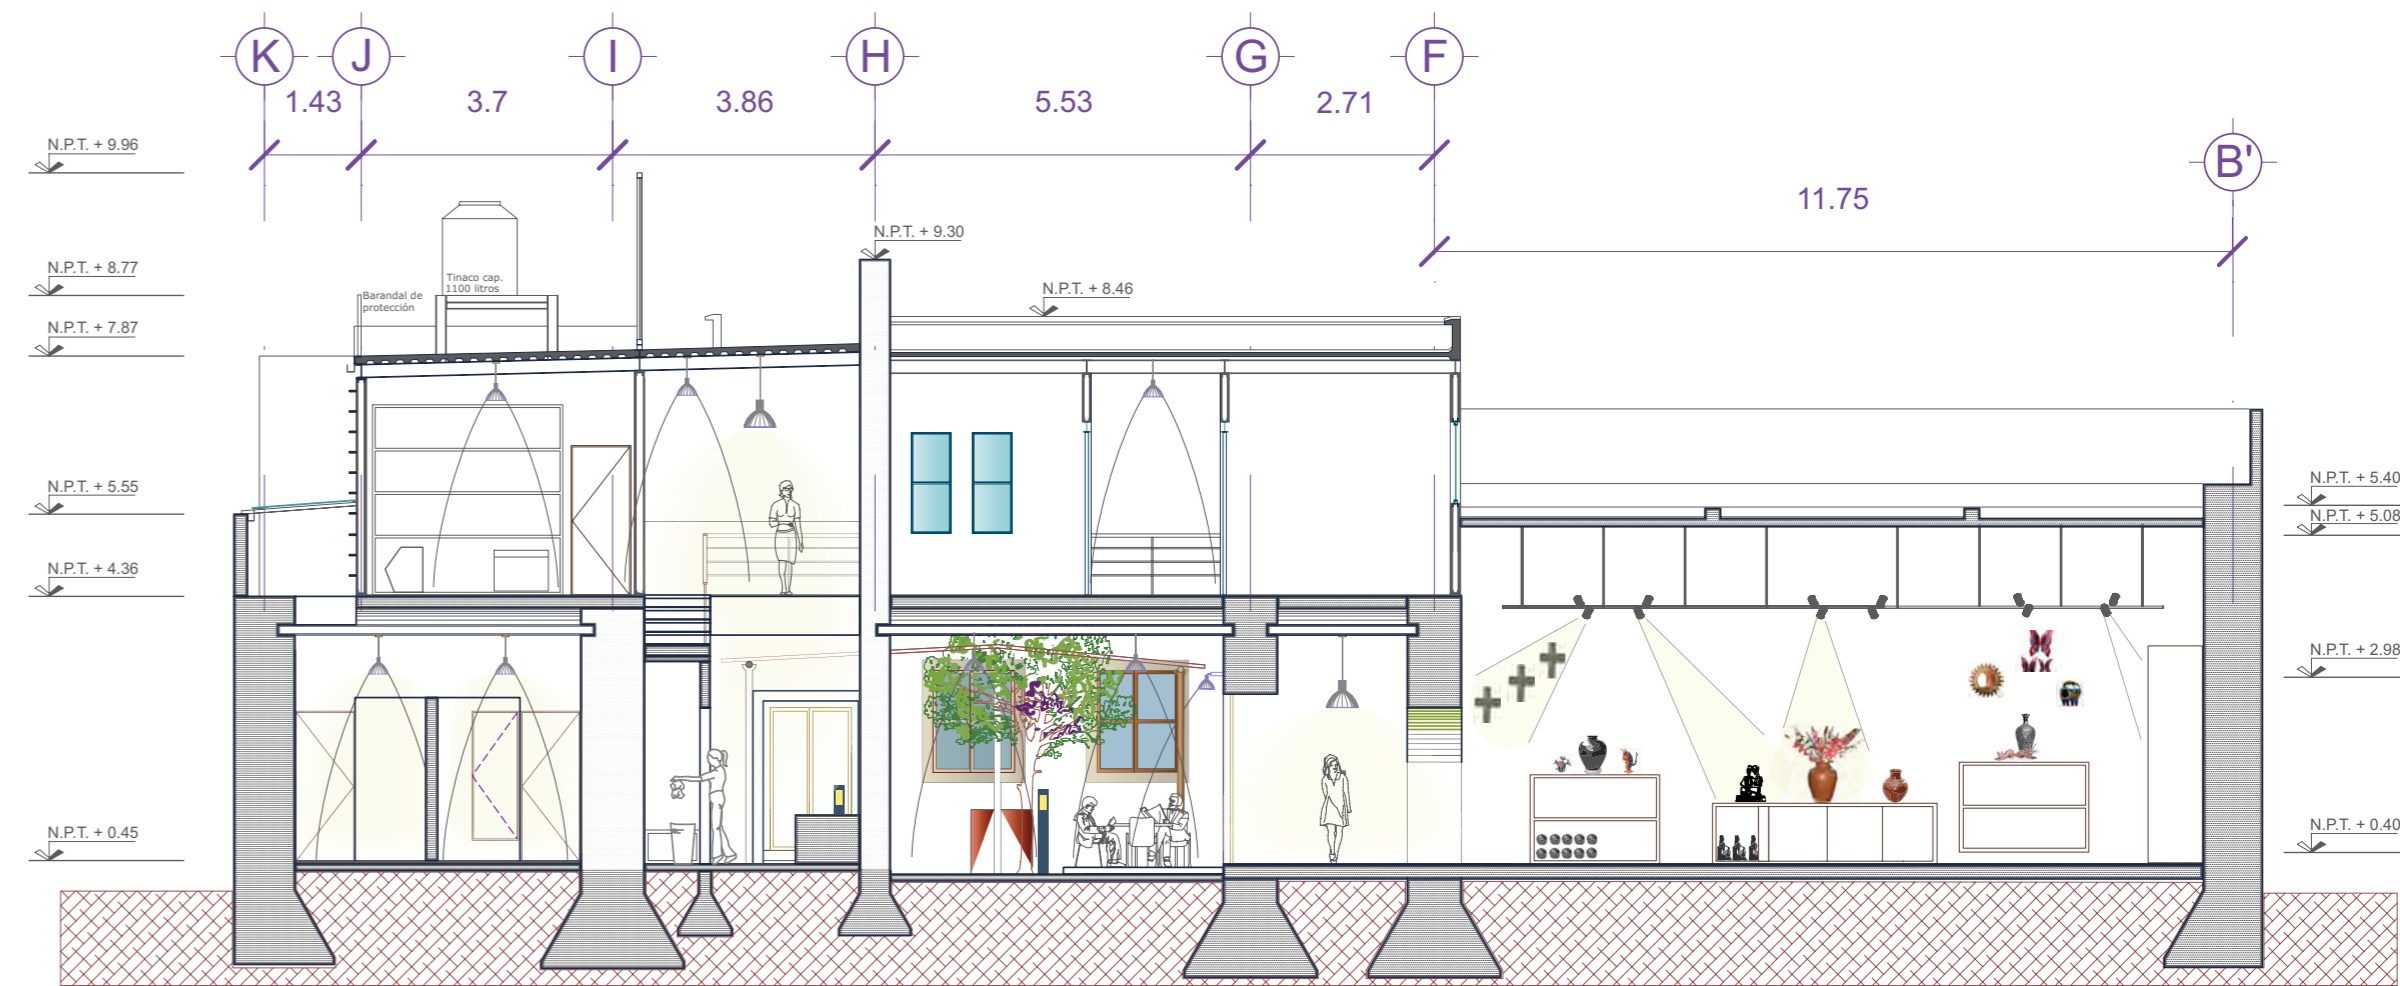 K
J
I
H
G
F
1.43
3.7
3.86
5.53
2.71
B'
11.75
N.P.T. + 9.96
N.P.T. + 9.30
N.P.T. + 8.77
Tinaco cap.
1100 litros
Barandal de
protección
N.P.T. + 8.46
N.P.T. + 7.87
N.P.T. + 5.55
N.P.T. + 5.40
N.P.T. + 5.08
N.P.T. + 4.36
N.P.T. + 2.98
N.P.T. + 0.45
N.P.T. + 0.40